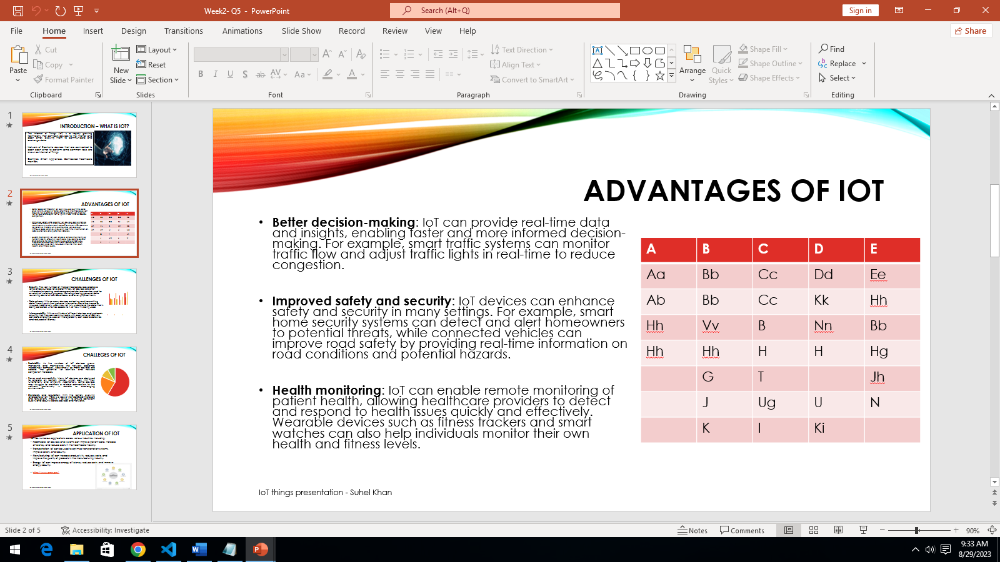 Week2- Q5 - PowerPoint
Search (Alt+Q)
Sign in
File Home Insert Design Transitions Animations Slide Show Record Review View Help
Share
Paste
Cut
Copy
Format Painter
Clipboard
New Slide
Layout
Reset
Section
Slides
B I U S ab AV Aa A
Font
Text Direction
Align Text
Convert to SmartArt
Paragraph
Arrange
Quick Styles
Shape Fill
Shape Outline
Shape Effects
Drawing
Find
Replace
Select
Editing
1
INTRODUCTION – WHAT IS IOT?
2
ADVANTAGES OF IOT
3
CHALLENGES OF IOT
4
CHALLEGES OF IOT
5
APPLICATION OF IOT
ADVANTAGES OF IOT
• Better decision-making: IoT can provide real-time data
and insights, enabling faster and more informed decision-
making. For example, smart traffic systems can monitor
traffic flow and adjust traffic lights in real-time to reduce
congestion.
• Improved safety and security: IoT devices can enhance
safety and security in many settings. For example, smart
home security systems can detect and alert homeowners
to potential threats, while connected vehicles can
improve road safety by providing real-time information on
road conditions and potential hazards.
• Health monitoring: IoT can enable remote monitoring of
patient health, allowing healthcare providers to detect
and respond to health issues quickly and effectively.
Wearable devices such as fitness trackers and smart
watches can also help individuals monitor their own
health and fitness levels.
A B C D E
Aa Bb Cc Dd Ee
Ab Bb Cc Kk Hh
Hh Vv B Nn Bb
Hh Hh H H Hg
G T Jh
J Ug U N
K I Ki
IoT things presentation - Suhel Khan
Slide 2 of 5
Accessibility: Investigate
Notes
Comments
90%
9:33 AM
8/29/2023